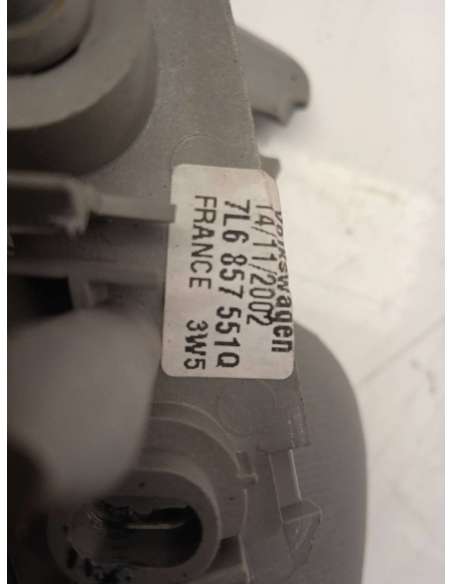 Volkswagen
14/11/2002
7L6 857 551Q
FRANCE 3W5